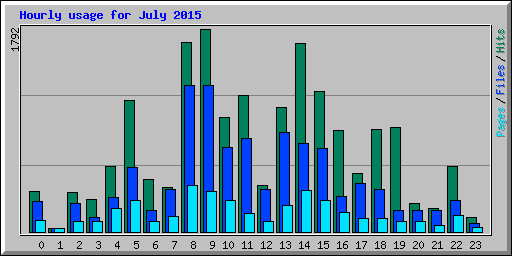 Hourly usage for July 2015
1792
Pages/Files/Hits
0 1 2 3 4 5 6 7 8 9 10 11 12 13 14 15 16 17 18 19 20 21 22 23